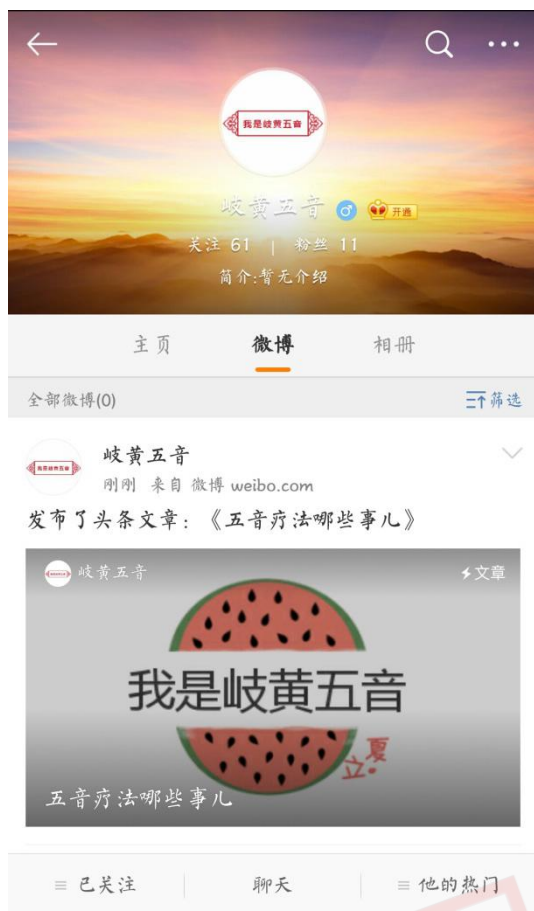 我是岐黄五音
岐黄五音 开通
关注 61 | 粉丝 11
简介:暂无介绍
主页 微博 相册
全部微博(0) 筛选
我是岐黄五音
岐黄五音
刚刚 来自 微博 weibo.com
发布了头条文章：《五音疗法哪些事儿》
岐黄五音 文章
我是岐黄五音
立夏
五音疗法哪些事儿
已关注 聊天 他的热门